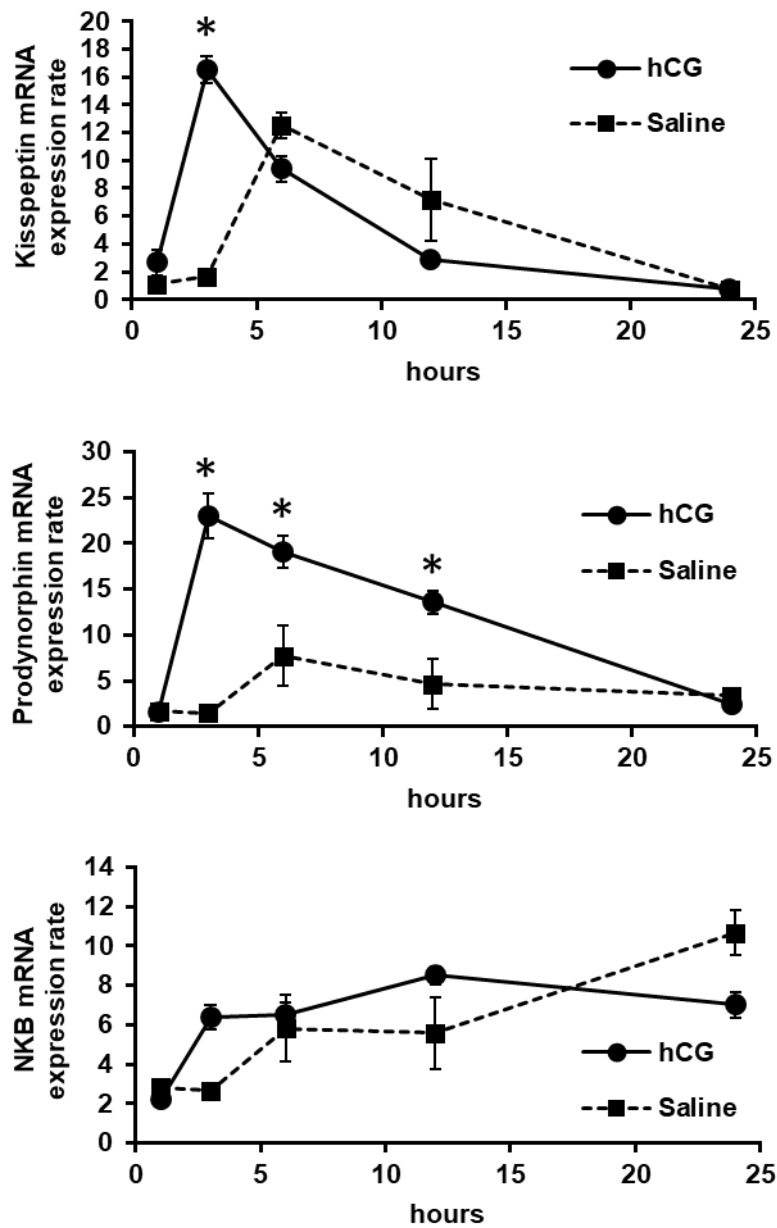 Kisspeptin mRNA
expression rate
20
18
16
14
12
10
8
6
4
2
0
*
hCG
Saline
0 5 10 15 20 25
hours
Prodynorphin mRNA
expression rate
30
25
20
15
10
5
0
*
*
*
hCG
Saline
0 5 10 15 20 25
hours
NKB mRNA
expression rate
14
12
10
8
6
4
2
0
hCG
Saline
0 5 10 15 20 25
hours